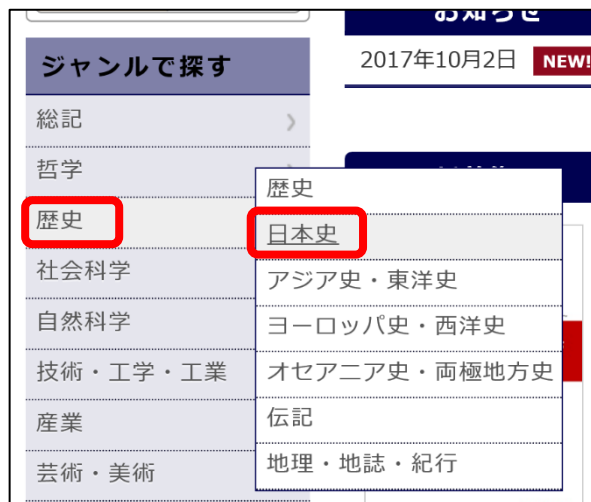 お知らせ
ジャンルで探す
2017年10月2日 NEW!
総記
哲学
歴史
社会科学
自然科学
技術・工学・工業
産業
芸術・美術
歴史
日本史
アジア史・東洋史
ヨーロッパ史・西洋史
オセアニア史・両極地方史
伝記
地理・地誌・紀行